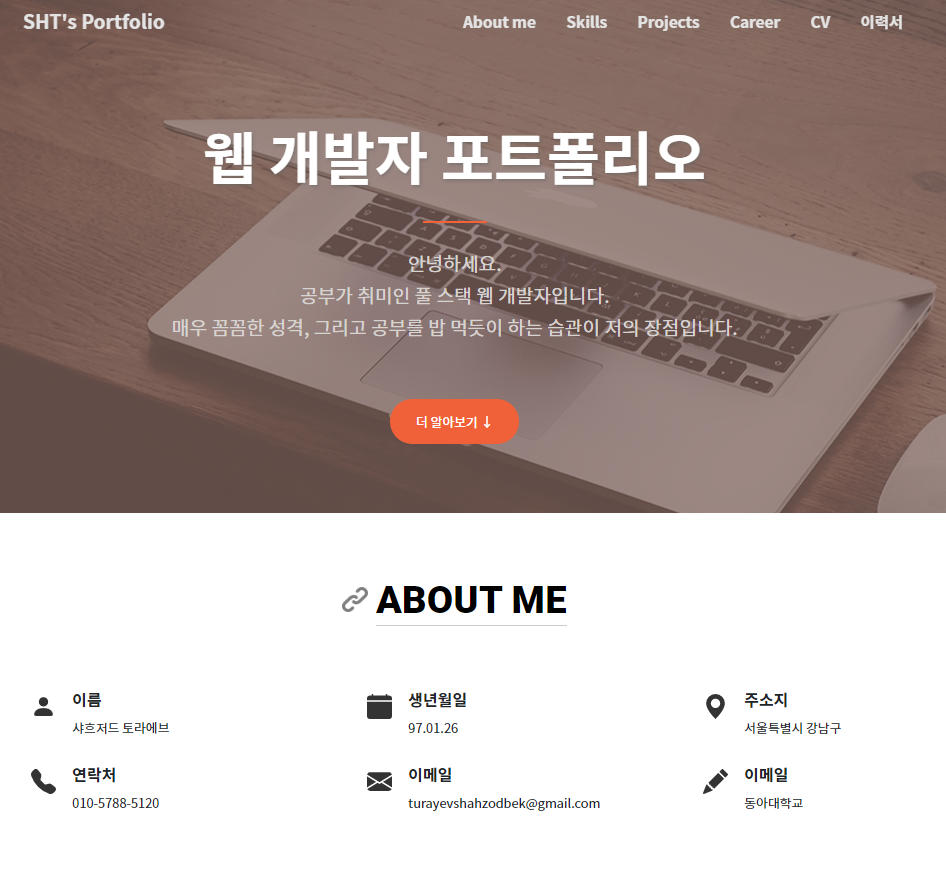 SHT's Portfolio
About me Skills Projects Career CV 이력서
웹 개발자 포트폴리오
안녕하세요.
공부가 취미인 풀 스택 웹 개발자입니다.
매우 꼼꼼한 성격, 그리고 공부를 밥 먹듯이 하는 습관이 저의 장점입니다.
더 알아보기 ↓
ABOUT ME
이름
샤흐저드 토라에브
생년월일
97.01.26
주소지
서울특별시 강남구
연락처
010-5788-5120
이메일
turayevshahzodbek@gmail.com
이메일
동아대학교